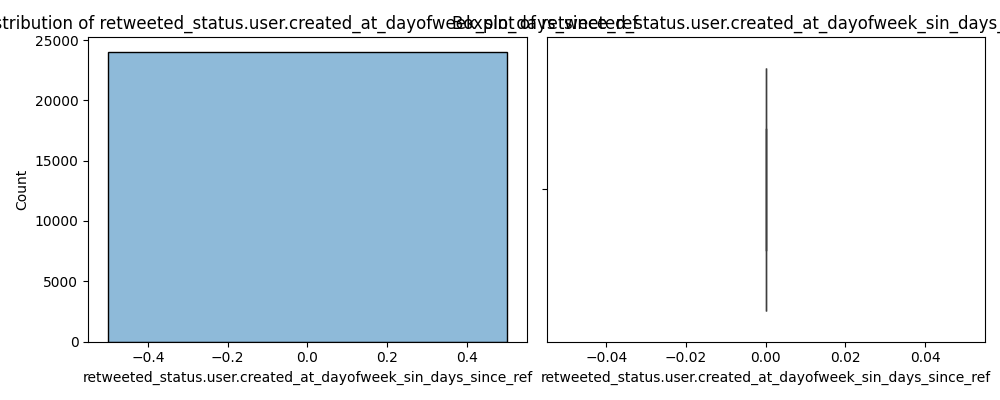 stribution of retweeted_status.user.created_at_dayofweek_sin_days_since_ref
Boxplot of retweeted_status.user.created_at_dayofweek_sin_days_
25000
20000
15000
10000
5000
0
Count
−0.4 −0.2 0.0 0.2 0.4
retweeted_status.user.created_at_dayofweek_sin_days_since_ref
−0.04 −0.02 0.00 0.02 0.04
retweeted_status.user.created_at_dayofweek_sin_days_since_ref